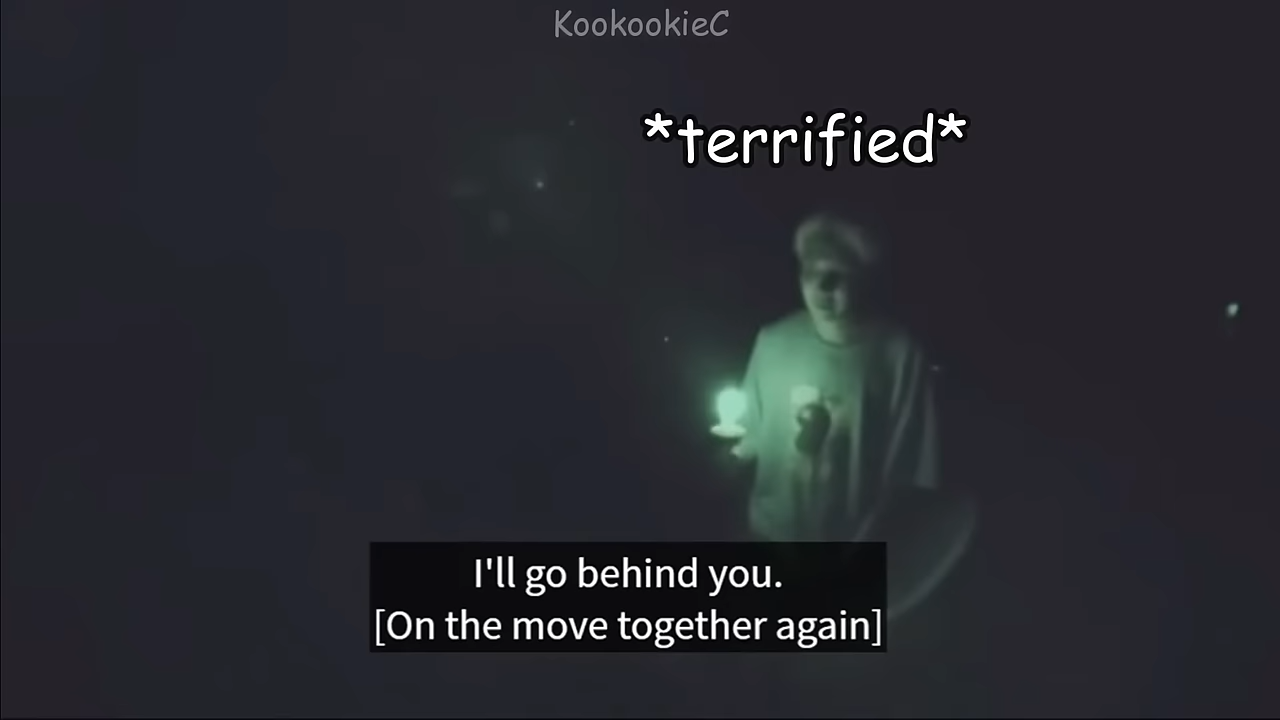 KookookieC
*terrified*
I'll go behind you.
[On the move together again]